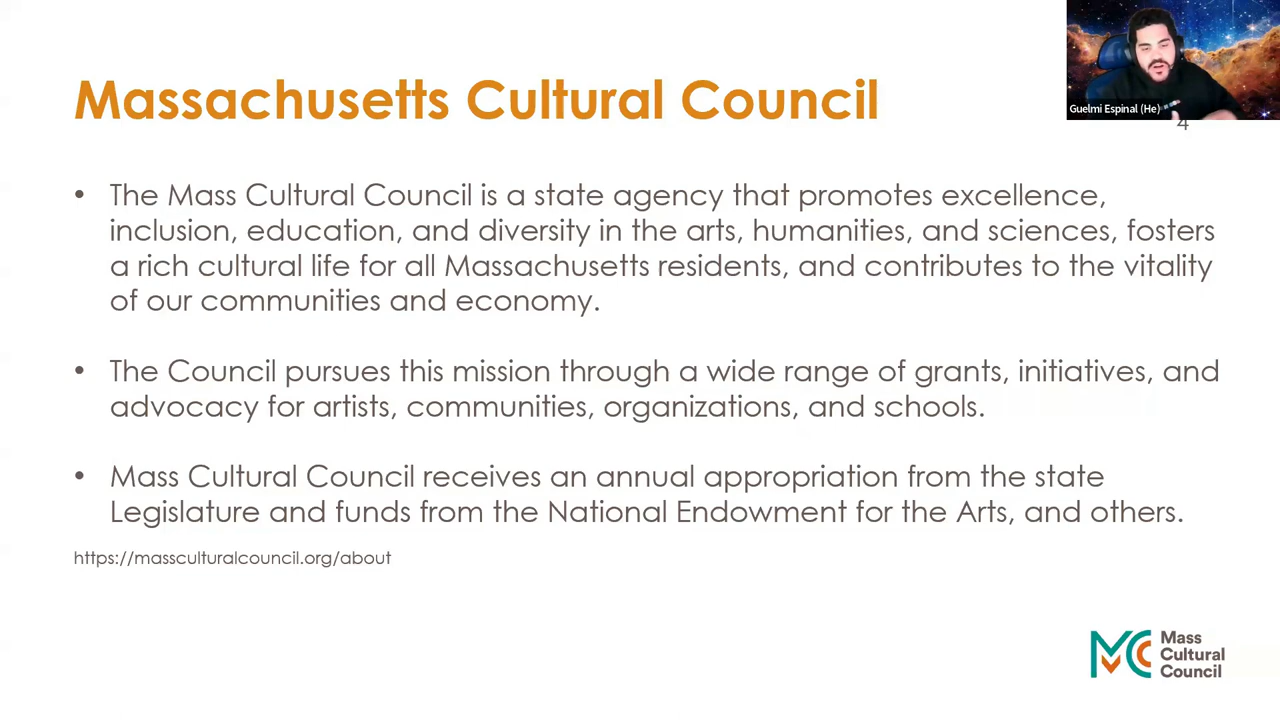 Massachusetts Cultural Council
Guelmi Espinal (He)
4
• The Mass Cultural Council is a state agency that promotes excellence,
inclusion, education, and diversity in the arts, humanities, and sciences, fosters
a rich cultural life for all Massachusetts residents, and contributes to the vitality
of our communities and economy.
• The Council pursues this mission through a wide range of grants, initiatives, and
advocacy for artists, communities, organizations, and schools.
• Mass Cultural Council receives an annual appropriation from the state
Legislature and funds from the National Endowment for the Arts, and others.
https://massculturalcouncil.org/about
MCC
Mass
Cultural
Council